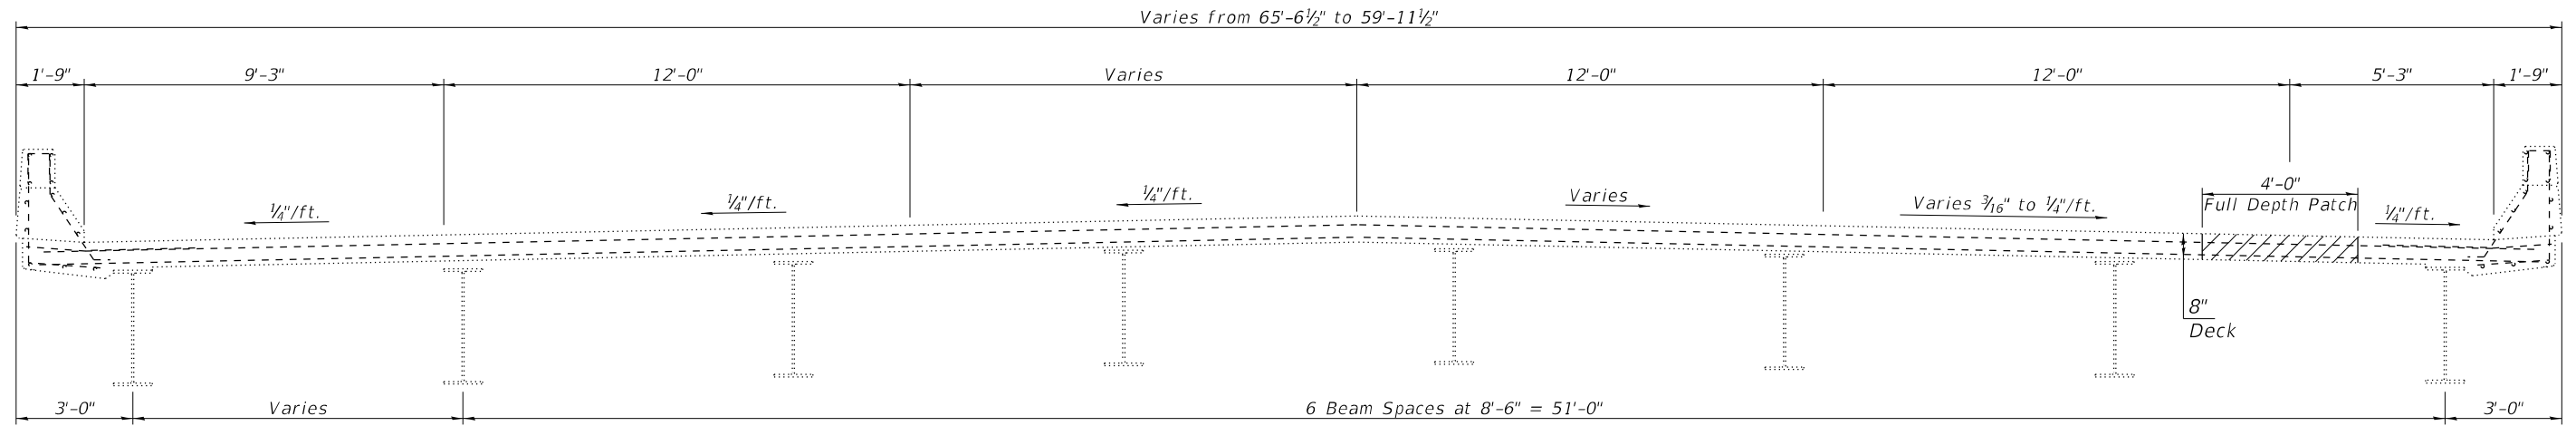 Varies from 65'-6½" to 59'-11½"
1'-9" 9'-3" 12'-0" Varies 12'-0" 12'-0" 5'-3" 1'-9"
¼"/ft. ¼"/ft. ¼"/ft. Varies Varies 3/16" to ¼"/ft. 4'-0"
Full Depth Patch ¼"/ft.
8"
Deck
3'-0" Varies 6 Beam Spaces at 8'-6" = 51'-0" 3'-0"